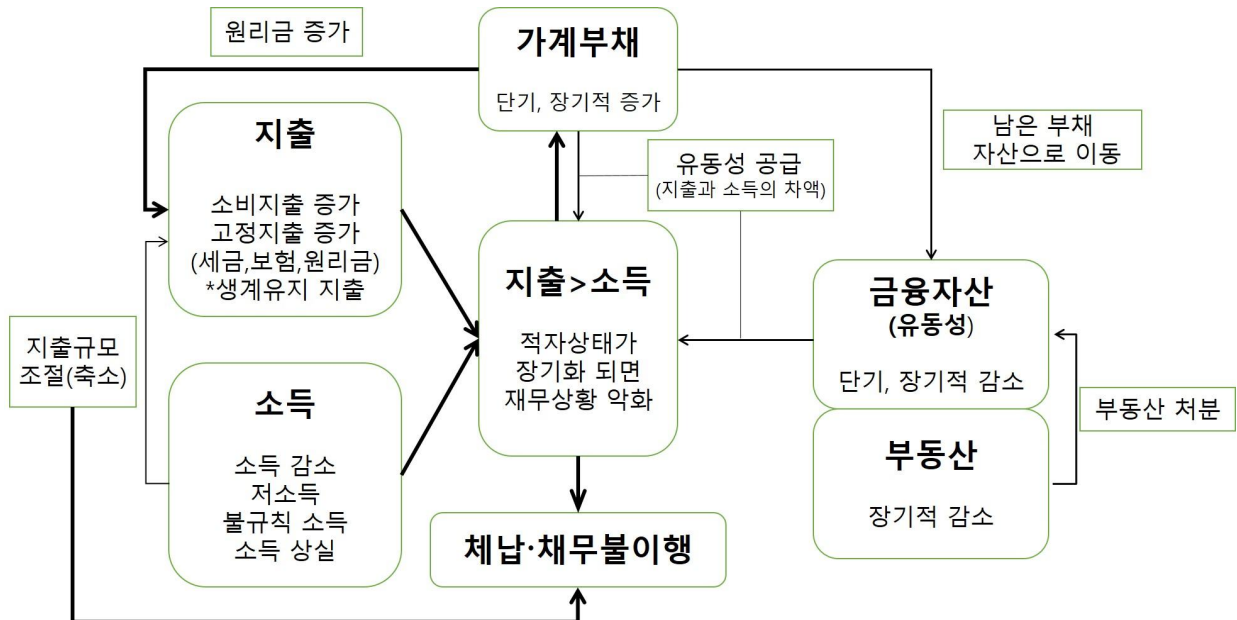 원리금 증가
가계부채
단기, 장기적 증가
지출
소비지출 증가
고정지출 증가
(세금,보험,원리금)
*생계유지 지출
유동성 공급
(지출과 소득의 차액)
남은 부채
자산으로 이동
지출>소득
적자상태가
장기화 되면
재무상황 악화
금융자산
(유동성)
단기, 장기적 감소
지출규모
조절(축소)
소득
소득 감소
저소득
불규칙 소득
소득 상실
부동산 처분
부동산
장기적 감소
체납·채무불이행